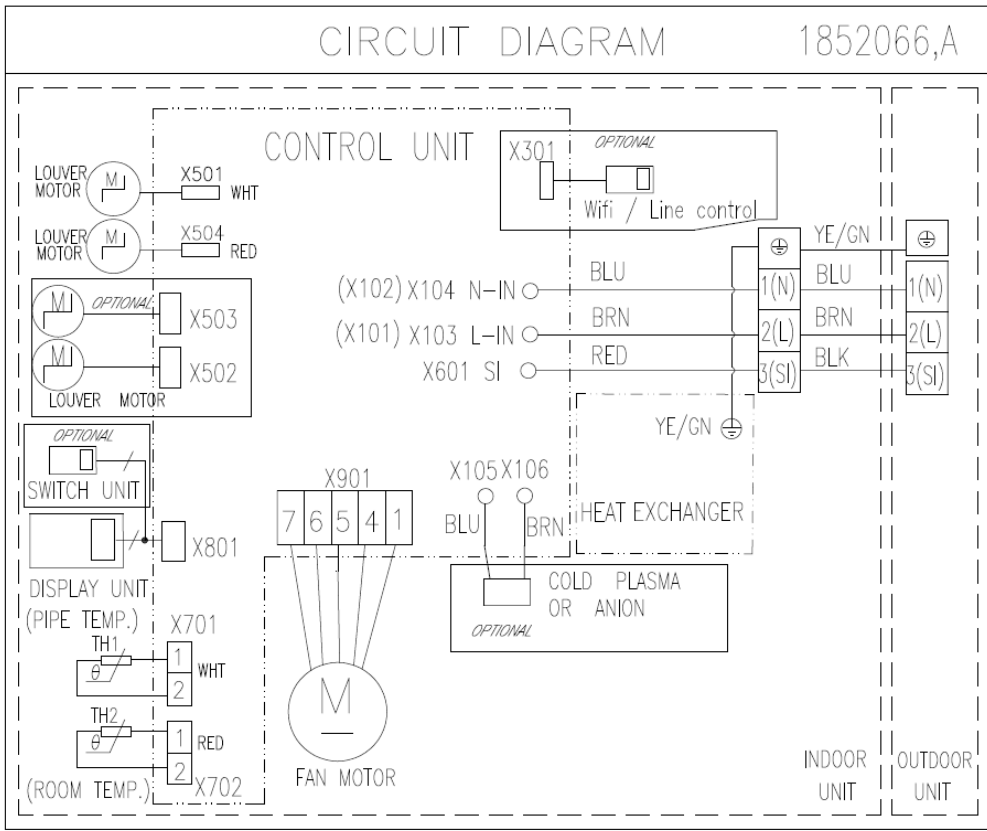 CIRCUIT DIAGRAM 1852066,A
CONTROL UNIT
LOUVER
MOTOR
M
X501
WHT
LOUVER
MOTOR
M
X504
RED
M
OPTIONAL
X503
M
X502
LOUVER MOTOR
OPTIONAL
SWITCH UNIT
X801
DISPLAY UNIT
(PIPE TEMP.)
X701
TH1
θ
1
2
WHT
TH2
θ
1
2
RED
X702
(ROOM TEMP.)
X301
OPTIONAL
Wifi / Line control
(X102) X104 N-IN
BLU
(X101) X103 L-IN
BRN
X601 SI
RED
1(N)
2(L)
3(SI)
YE/GN
BLU
BRN
BLK
1(N)
2(L)
3(SI)
YE/GN
HEAT EXCHANGER
X901
7 6 5 4 1
M
FAN MOTOR
X105 X106
BLU
BRN
COLD PLASMA
OR ANION
OPTIONAL
INDOOR
UNIT
OUTDOOR
UNIT